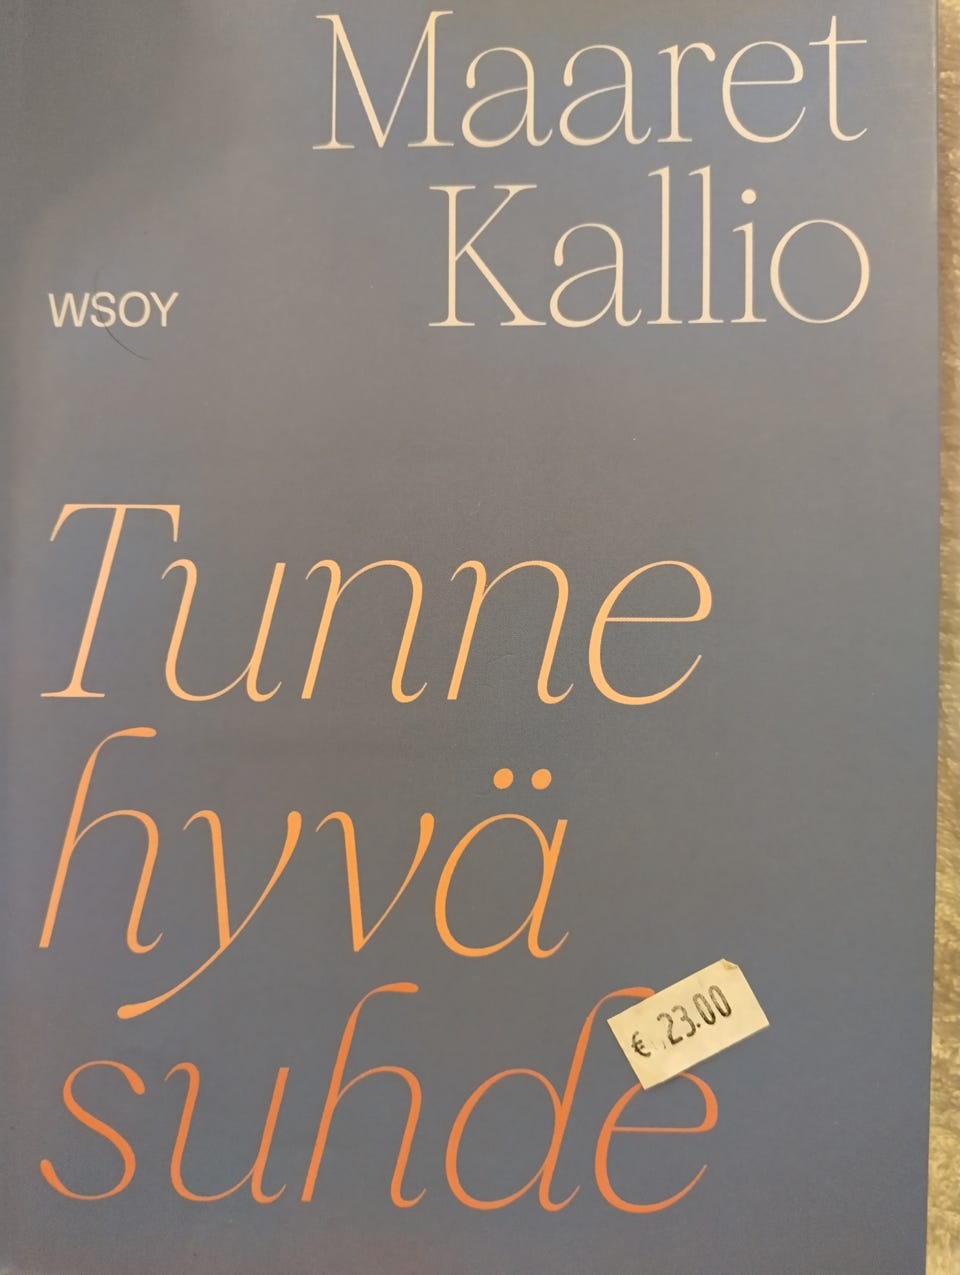 Maaret
Kallio
WSOY
Tunne
hyvä
suhde
€ 23.00